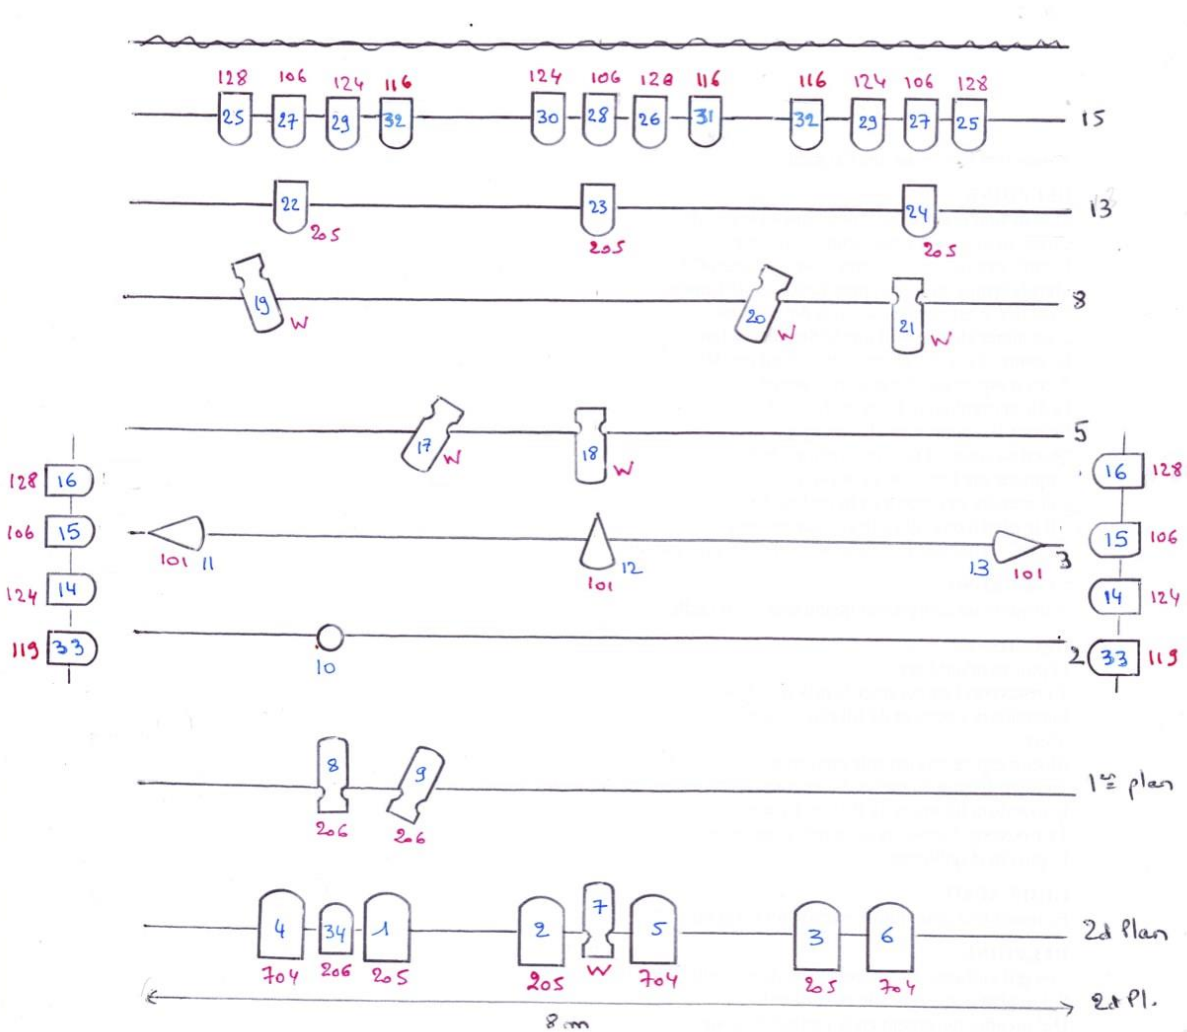 128 106 124 116 124 106 128 116 116 124 106 128
25 27 29 32 30 28 26 31 32 29 27 25 15
22 23 24 13
205 205 205
19 20 21 8
W W W
17 18 5
W W
128 16 16 128
106 15 15 106
101 11 12 13 101 3
101
124 14 14 124
119 33 2 33 119
10
8 9 1er plan
206 206
4 34 1 2 7 5 3 6 2d Plan
704 206 205 205 W 704 205 704
2d Pl.
8 m